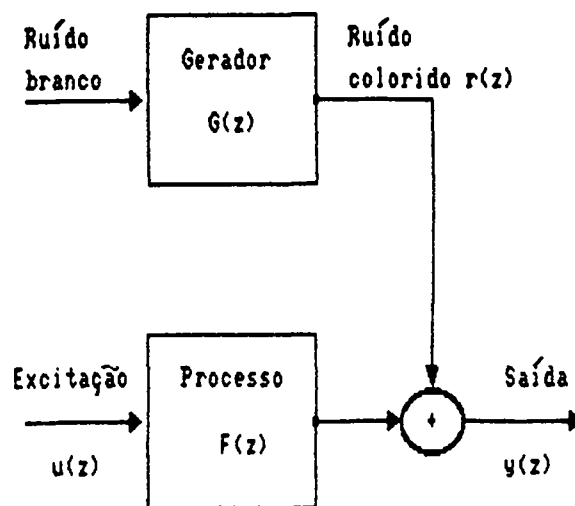 Ruído
branco
Gerador
G(z)
Ruído
colorido r(z)
Excitação
u(z)
Processo
F(z)
+
Saída
y(z)